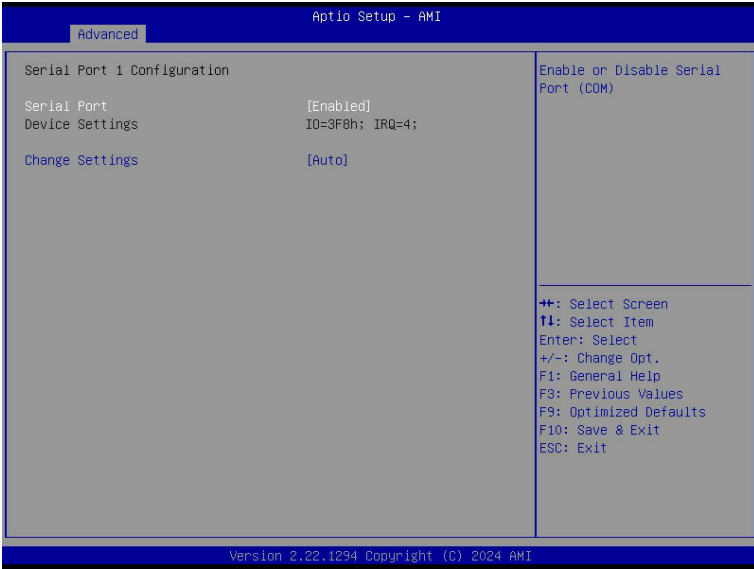 Aptio Setup - AMI
Advanced
Serial Port 1 Configuration
Serial Port [Enabled]
Device Settings IO=3F8h; IRQ=4;
Change Settings [Auto]
Enable or Disable Serial
Port (COM)
→←: Select Screen
↑↓: Select Item
Enter: Select
+/-: Change Opt.
F1: General Help
F3: Previous Values
F9: Optimized Defaults
F10: Save & Exit
ESC: Exit
Version 2.22.1294 Copyright (C) 2024 AMI